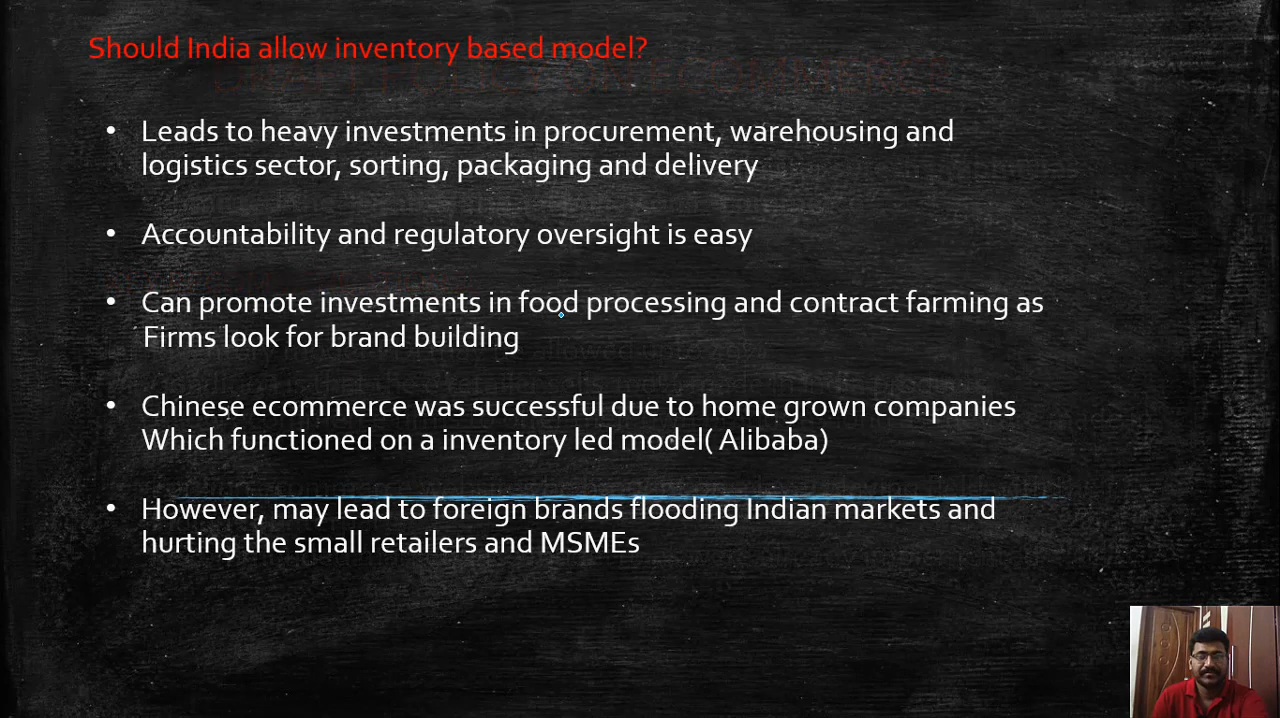 Should India allow inventory based model?
• Leads to heavy investments in procurement, warehousing and
logistics sector, sorting, packaging and delivery
• Accountability and regulatory oversight is easy
• Can promote investments in food processing and contract farming as
Firms look for brand building
• Chinese ecommerce was successful due to home grown companies
Which functioned on a inventory led model( Alibaba)
• However, may lead to foreign brands flooding Indian markets and
hurting the small retailers and MSMEs